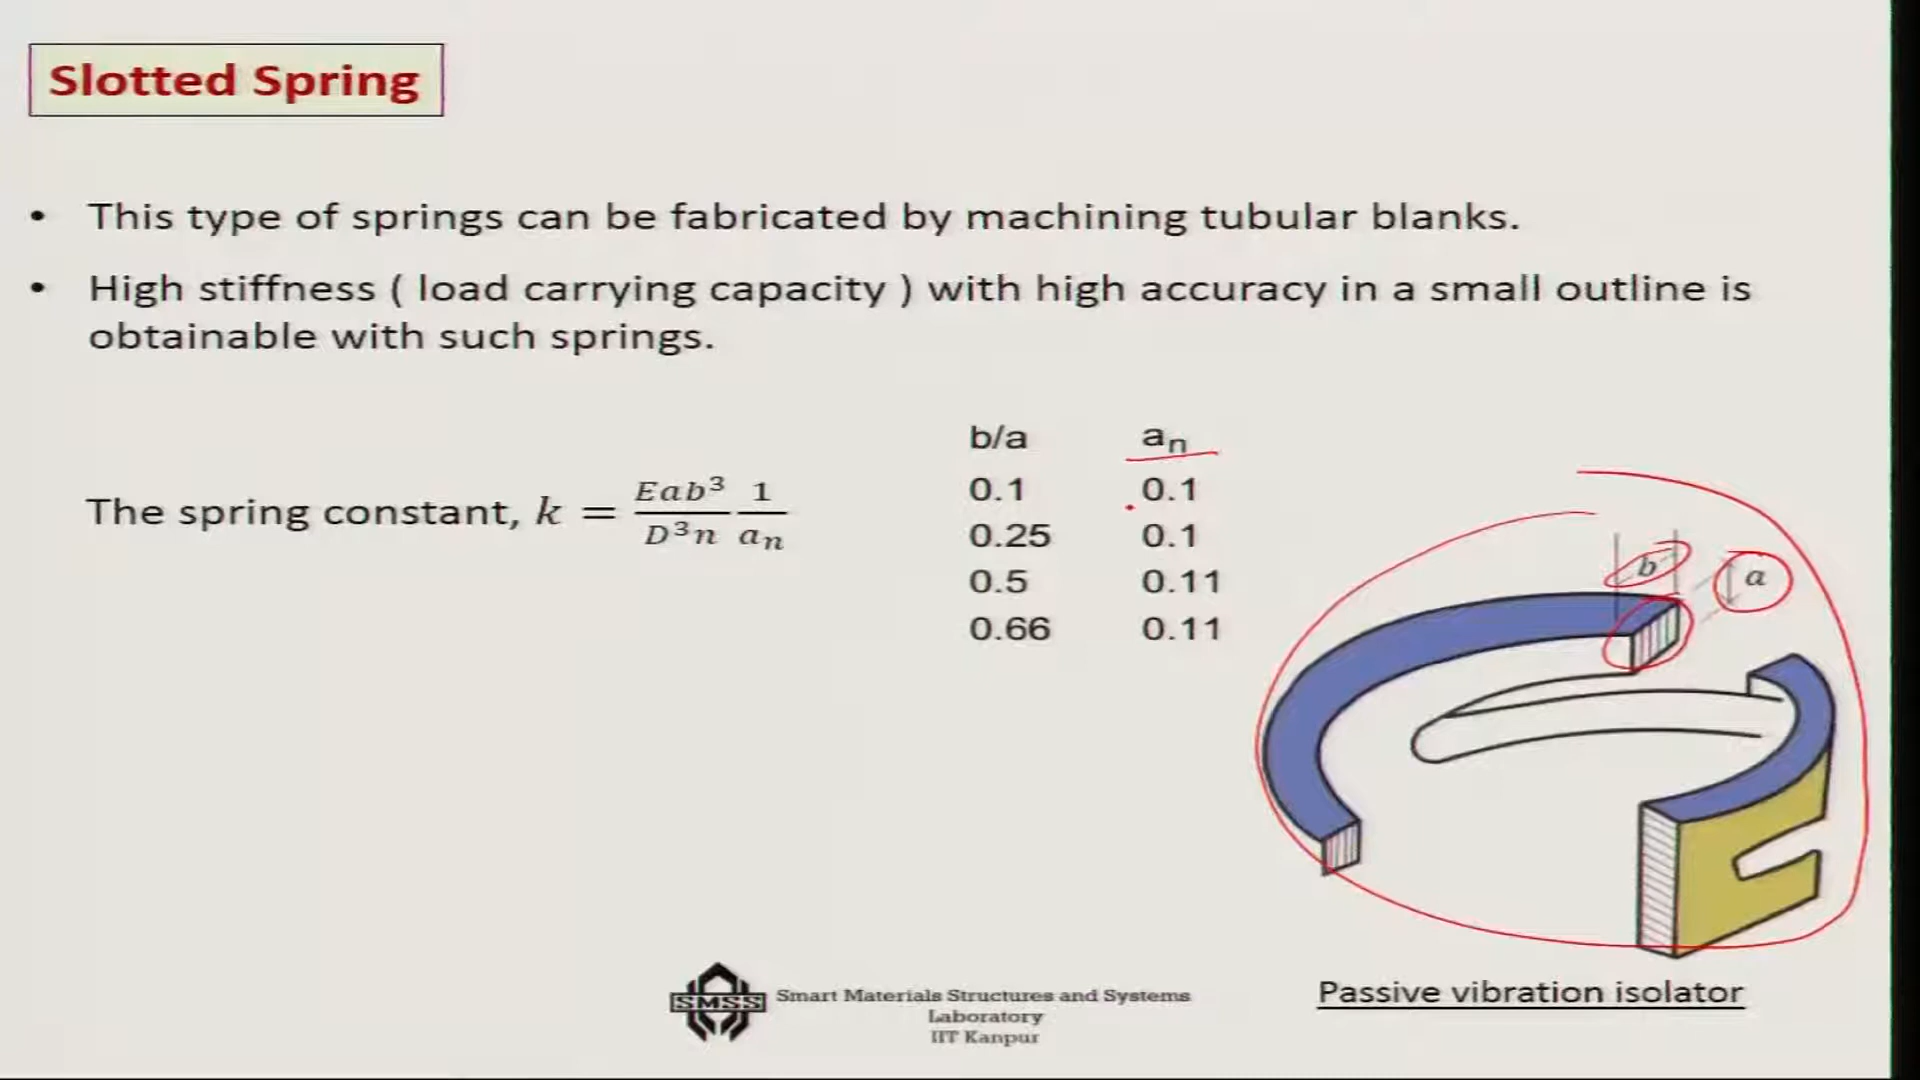 Slotted Spring
• This type of springs can be fabricated by machining tubular blanks.
• High stiffness ( load carrying capacity ) with high accuracy in a small outline is
obtainable with such springs.
The spring constant, k = Eab³/D³n 1/aₙ
b/a aₙ
0.1 0.1
0.25 0.1
0.5 0.11
0.66 0.11
b
a
SMSS
Smart Materials Structures and Systems
Laboratory
IIT Kanpur
Passive vibration isolator